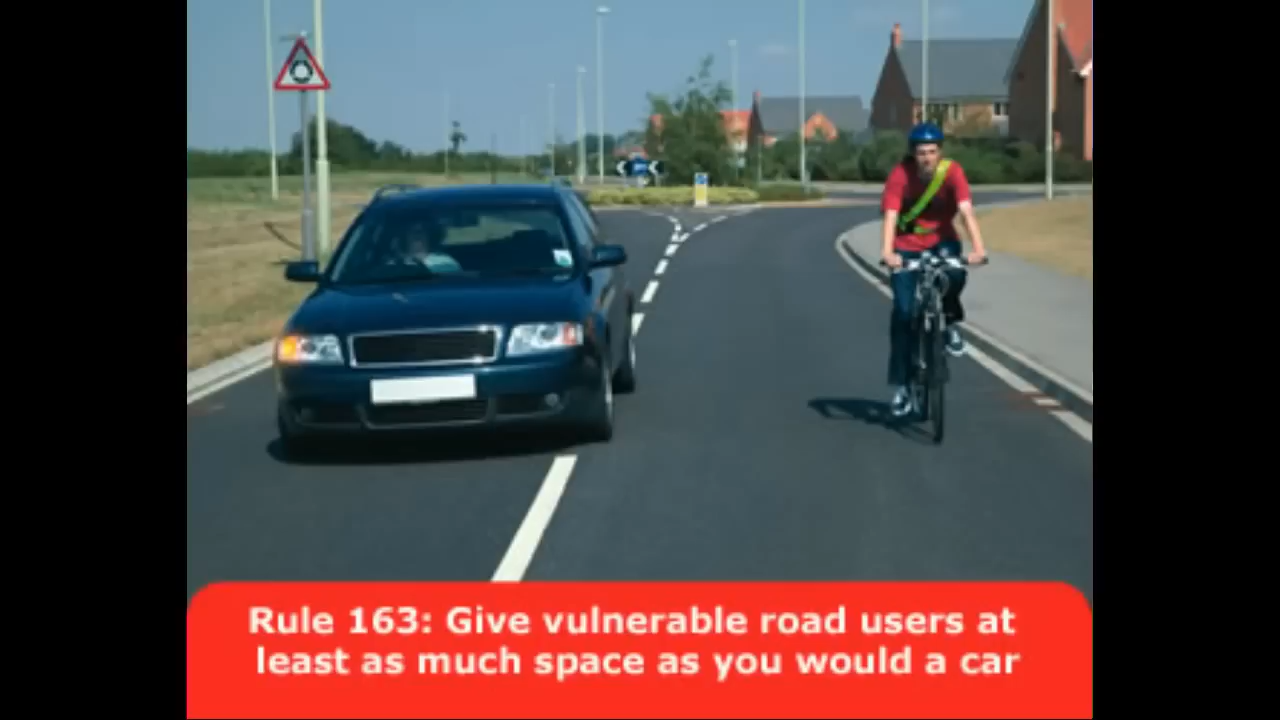 Rule 163: Give vulnerable road users at
least as much space as you would a car